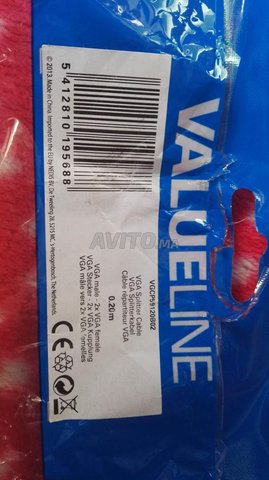 VALUELINE
VGCP59120B02
VGA Splitter Cable
VGA Splitterkabel
Câble répartiteur VGA
0.20m
VGA male - 2x VGA female
VGA Stecker - 2x VGA Kupplung
VGA mâle vers 2x VGA femelles
5 412810 195688
© 2013. Made in China. Imported to the EU by NEDIS BV, De Tweeling 28, 5215 MC 's-Hertogenbosch, The Netherlands.
CE
AVITO.MA